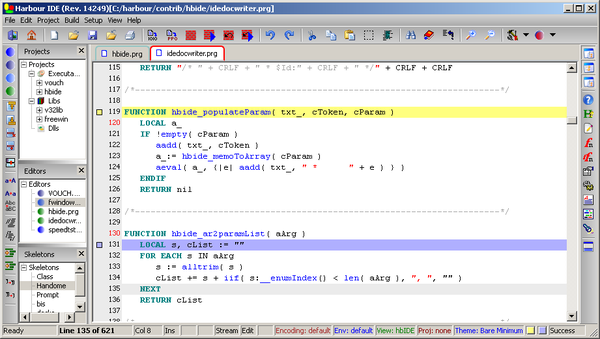 Harbour IDE (Rev. 14249)[C:/harbour/contrib/hbide/idedocwriter.prg]
File Edit Project Build Setup View Help
Projects
Projects
Executa...
vouch
hbide
Libs
v32lib
freewin
Dlls
Editors
Editors
VOUCH....
fwindow...
hbide.prg
idedocw...
speedtst...
Skeletons
Skeletons
Class
Handome
Prompt
bis
hbide.prg idedocwriter.prg
115 RETURN "/* " + CRLF + " * $Id:" + CRLF + " */" + CRLF + CRLF
116
117 /*----------------------------------------------------------------------*/
118
119 FUNCTION hbide_populateParam( txt_, cToken, cParam )
120 LOCAL a_
121 IF !empty( cParam )
122 aadd( txt_, cToken )
123 a_:= hbide_memoToArray( cParam )
124 aeval( a_, {|e| aadd( txt_, " * " + e ) } )
125 ENDIF
126 RETURN nil
127
128 /*----------------------------------------------------------------------*/
129
130 FUNCTION hbide_ar2paramList( aArg )
131 LOCAL s, cList := ""
132 FOR EACH s IN aArg
133 s := alltrim( s )
134 cList += s + iif( s:__enumIndex() < len( aArg ), ", ", "" )
135 NEXT
136 RETURN cList
137
Ready Line 135 of 621 Col 8 Ins Stream Edit Encoding: default Env: default View: hbIDE Proj: none Theme: Bare Minimum Success